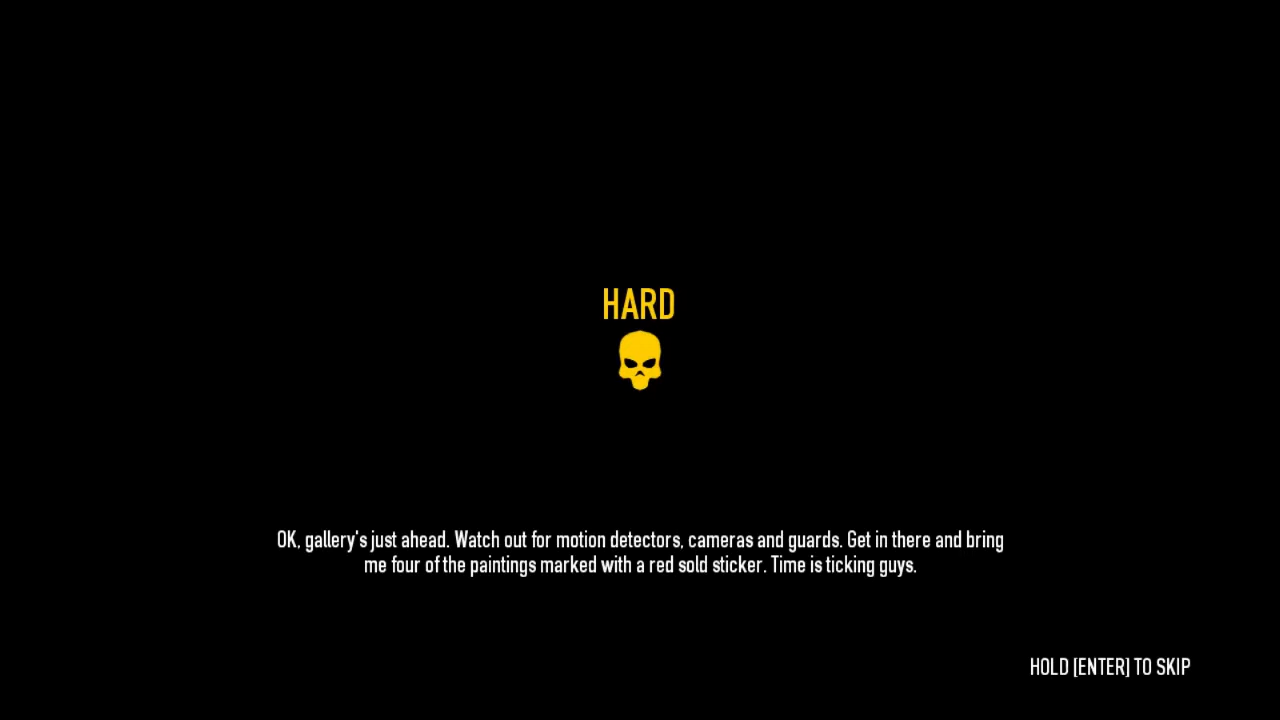 HARD
OK, gallery's just ahead. Watch out for motion detectors, cameras and guards. Get in there and bring
me four of the paintings marked with a red sold sticker. Time is ticking guys.
HOLD [ENTER] TO SKIP